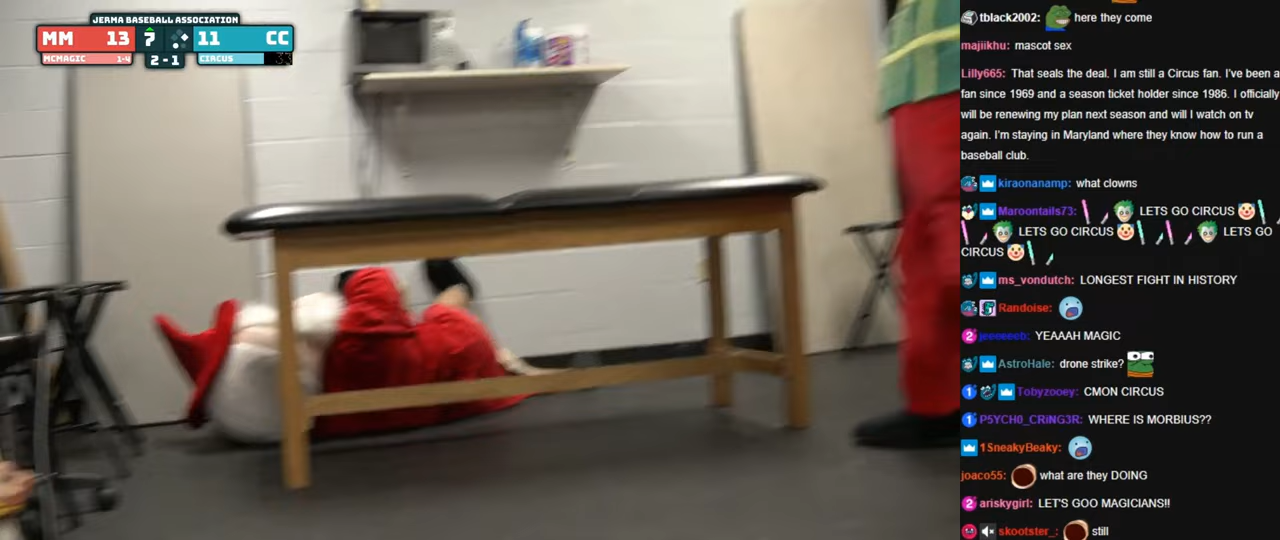 JERMA BASEBALL ASSOCIATION
MM 13 7 11 CC
MCMAGIC 1-4 2 - 1 CIRCUS
tblack2002: here they come
majiikhu: mascot sex
Lilly665: That seals the deal. I am still a Circus fan. I've been a
fan since 1969 and a season ticket holder since 1986. I officially
will be renewing my plan next season and will I watch on tv
again. I'm staying in Maryland where they know how to run a
baseball club.
kiraonanamp: what clowns
Maroontails73: LETS GO CIRCUS
LETS GO CIRCUS LETS GO
CIRCUS
ms_vondutch: LONGEST FIGHT IN HISTORY
Randoise:
2 jeeeeeeb: YEAAAH MAGIC
AstroHale: drone strike?
1 Tobyzooey: CMON CIRCUS
1 P5YCH0_CRiNG3R: WHERE IS MORBIUS??
1SneakyBeaky:
joaco55: what are they DOING
2 ariskygirl: LET'S GOO MAGICIANS!!
skootster_: still